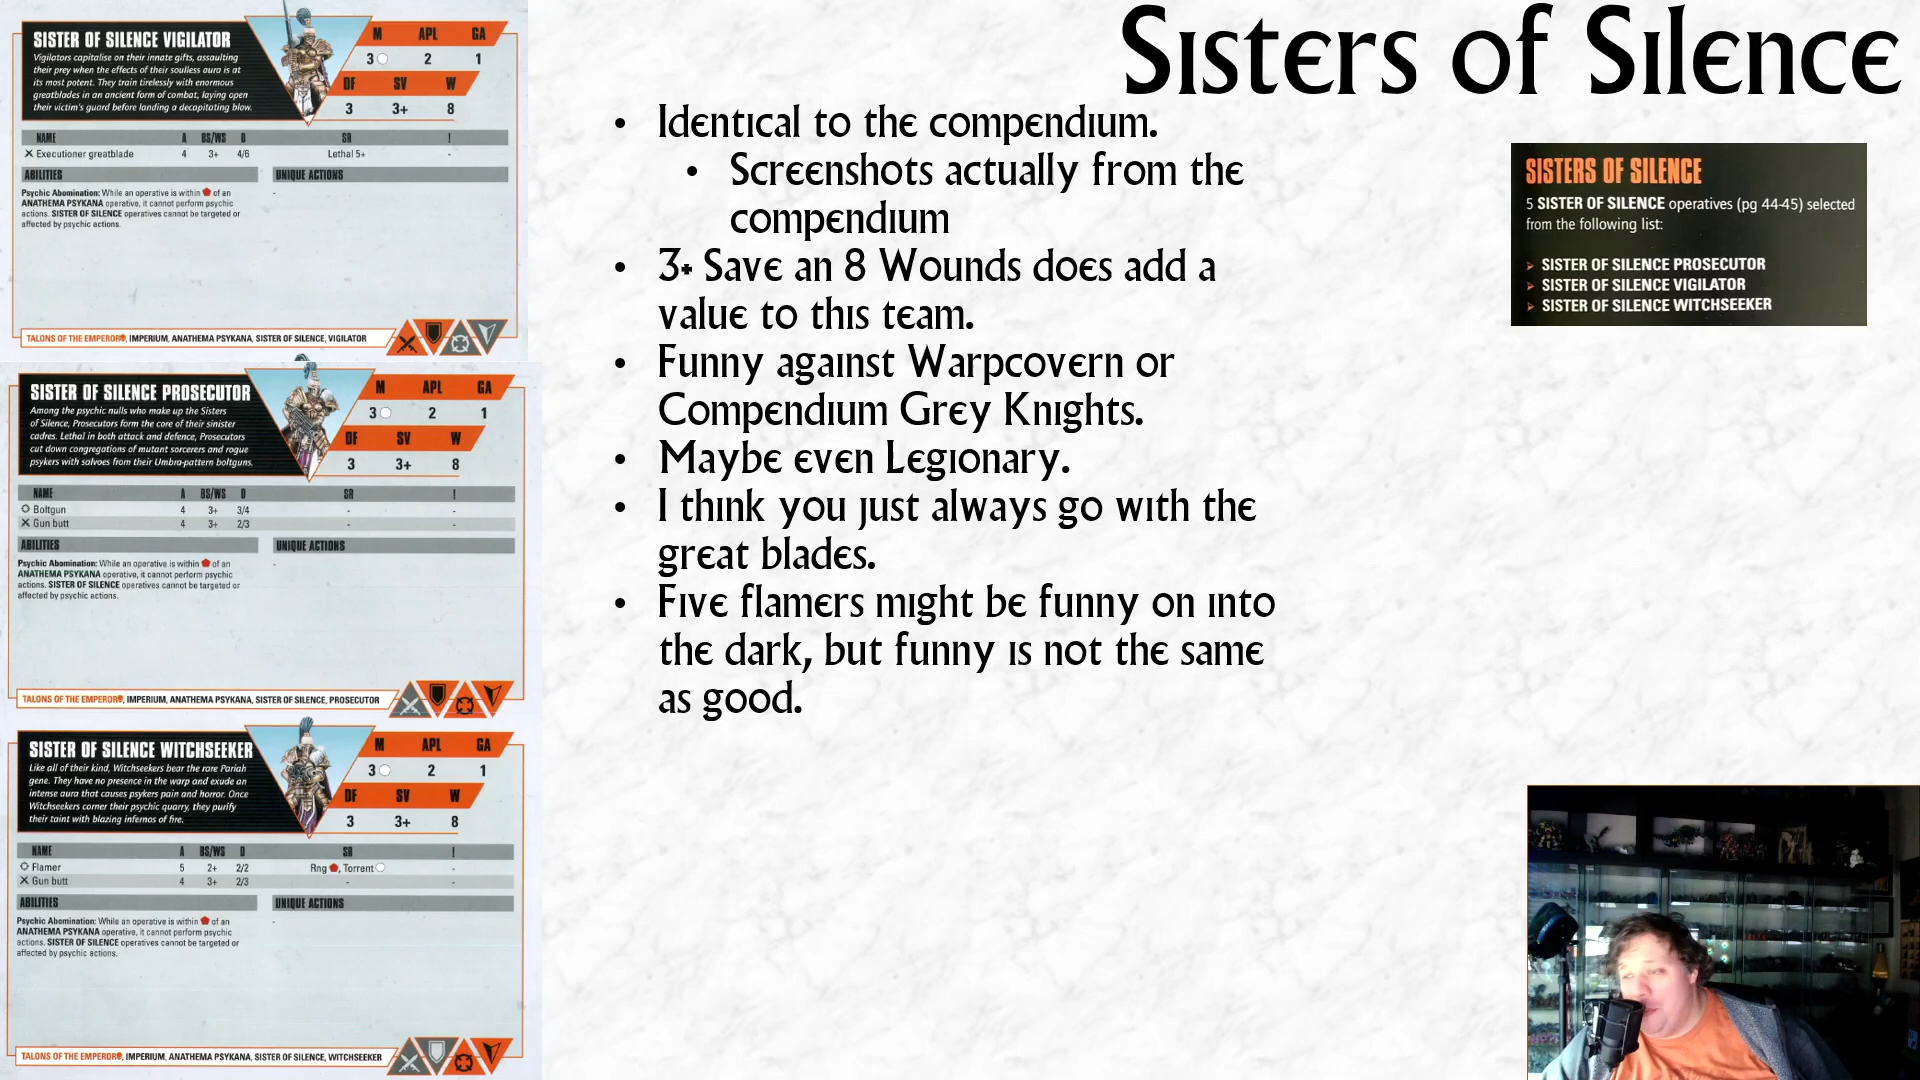 Sisters of Silence
SISTER OF SILENCE VIGILATOR
Vigilators capitalise on their innate gifts, assaulting
their prey when the effects of their soulless aura is at
its most potent. They train tirelessly with enormous
greatblades in an ancient form of combat, laying open
their victim's guard before landing a decapitating blow.
M APL GA
3 2 1
DF SV W
3 3+ 8
NAME A BS/WS D SR !
Executioner greatblade 4 3+ 4/6 Lethal 5+ -
ABILITIES UNIQUE ACTIONS
Psychic Abomination: While an operative is within of an -
ANATHEMA PSYKANA operative, it cannot perform psychic
actions. SISTER OF SILENCE operatives cannot be targeted or
affected by psychic actions.
TALONS OF THE EMPEROR, IMPERIUM, ANATHEMA PSYKANA, SISTER OF SILENCE, VIGILATOR
SISTER OF SILENCE PROSECUTOR
Among the psychic nulls who make up the Sisters
of Silence, Prosecutors form the core of their sinister
cadres. Lethal in both attack and defence, Prosecutors
cut down congregations of mutant sorcerers and rogue
psykers with salvoes from their Umbra-pattern boltguns.
M APL GA
3 2 1
DF SV W
3 3+ 8
NAME A BS/WS D SR !
Boltgun 4 3+ 3/4 - -
Gun butt 4 3+ 2/3 - -
ABILITIES UNIQUE ACTIONS
Psychic Abomination: While an operative is within of an -
ANATHEMA PSYKANA operative, it cannot perform psychic
actions. SISTER OF SILENCE operatives cannot be targeted or
affected by psychic actions.
TALONS OF THE EMPEROR, IMPERIUM, ANATHEMA PSYKANA, SISTER OF SILENCE, PROSECUTOR
SISTER OF SILENCE WITCHSEEKER
Like all of their kind, Witchseekers bear the rare Pariah
gene. They have no presence in the warp and exude an
intense aura that causes psykers pain and horror. Once
Witchseekers corner their psychic quarry, they purify
their taint with blazing infernos of fire.
M APL GA
3 2 1
DF SV W
3 3+ 8
NAME A BS/WS D SR !
Flamer 5 2+ 2/2 Rng , Torrent -
Gun butt 4 3+ 2/3 - -
ABILITIES UNIQUE ACTIONS
Psychic Abomination: While an operative is within of an -
ANATHEMA PSYKANA operative, it cannot perform psychic
actions. SISTER OF SILENCE operatives cannot be targeted or
affected by psychic actions.
TALONS OF THE EMPEROR, IMPERIUM, ANATHEMA PSYKANA, SISTER OF SILENCE, WITCHSEEKER
• Identical to the compendium.
• Screenshots actually from the
compendium
• 3+ Save an 8 Wounds does add a
value to this team.
• Funny against Warpcovern or
Compendium Grey Knights.
• Maybe even Legionary.
• I think you just always go with the
great blades.
• Five flamers might be funny on into
the dark, but funny is not the same
as good.
SISTERS OF SILENCE
5 SISTER OF SILENCE operatives (pg 44-45) selected
from the following list:
SISTER OF SILENCE PROSECUTOR
SISTER OF SILENCE VIGILATOR
SISTER OF SILENCE WITCHSEEKER